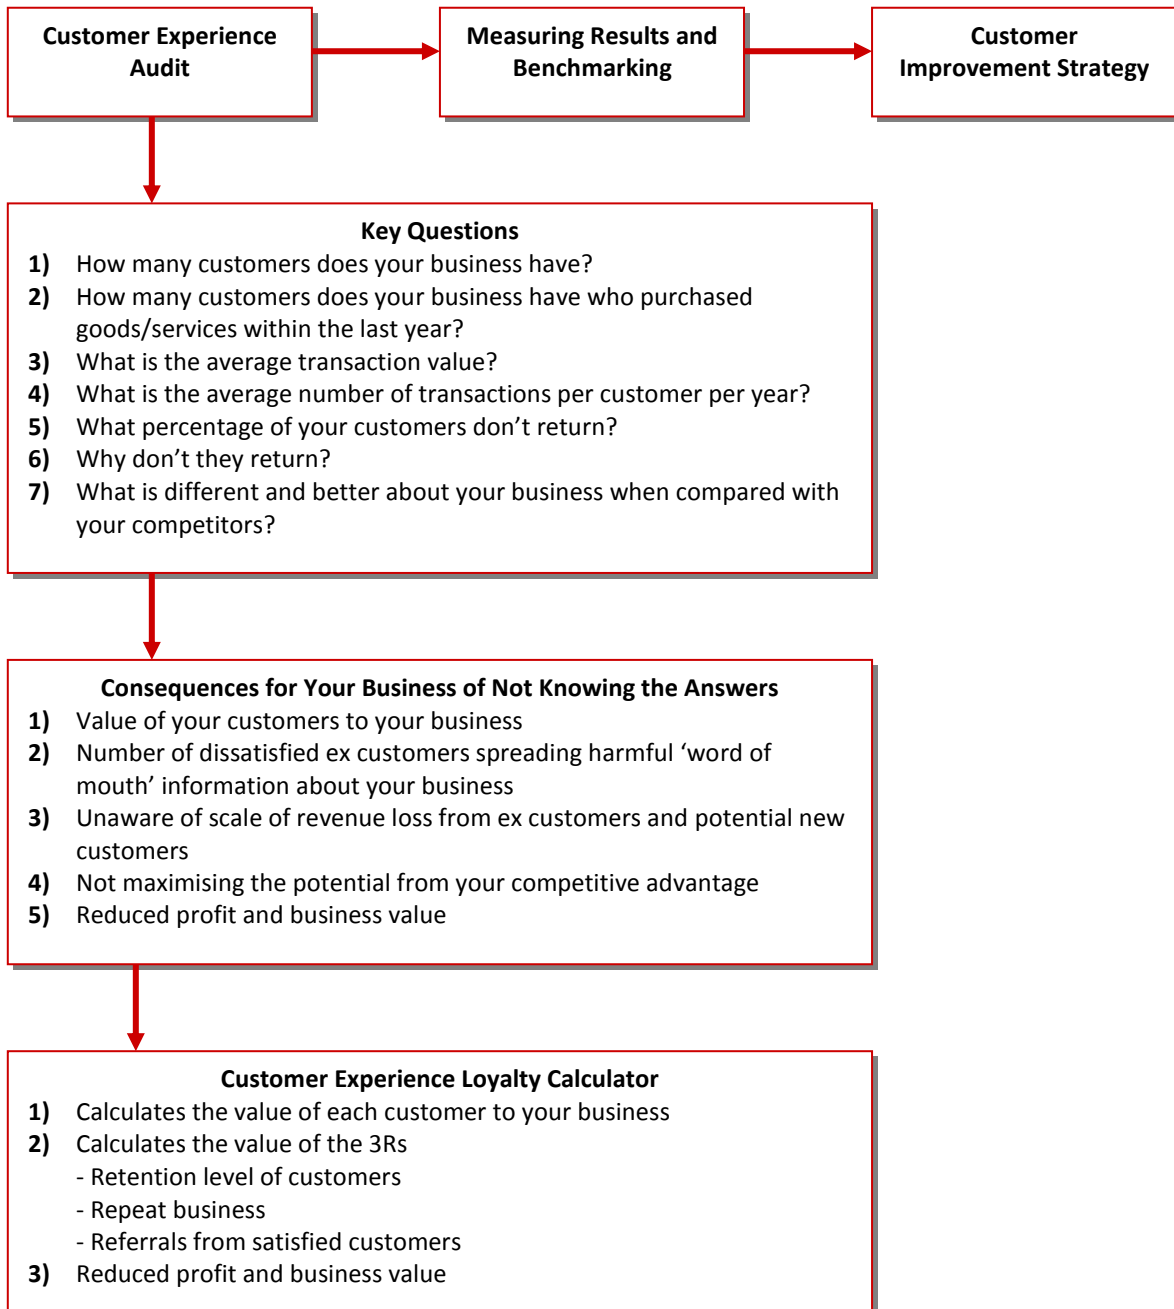 Customer Experience
Audit
Measuring Results and
Benchmarking
Customer
Improvement Strategy
Key Questions
1) How many customers does your business have?
2) How many customers does your business have who purchased
goods/services within the last year?
3) What is the average transaction value?
4) What is the average number of transactions per customer per year?
5) What percentage of your customers don’t return?
6) Why don’t they return?
7) What is different and better about your business when compared with
your competitors?
Consequences for Your Business of Not Knowing the Answers
1) Value of your customers to your business
2) Number of dissatisfied ex customers spreading harmful ‘word of
mouth’ information about your business
3) Unaware of scale of revenue loss from ex customers and potential new
customers
4) Not maximising the potential from your competitive advantage
5) Reduced profit and business value
Customer Experience Loyalty Calculator
1) Calculates the value of each customer to your business
2) Calculates the value of the 3Rs
- Retention level of customers
- Repeat business
- Referrals from satisfied customers
3) Reduced profit and business value